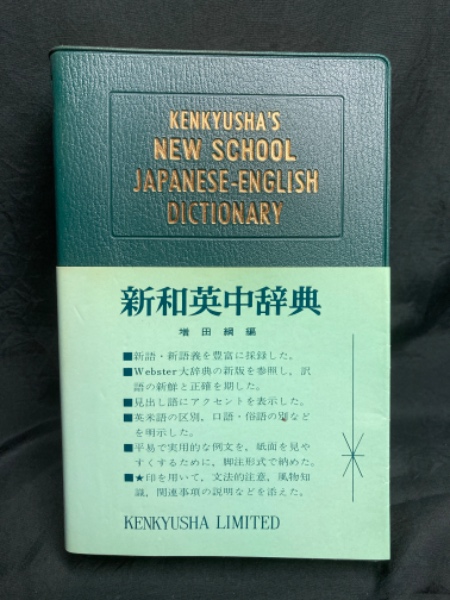 KENKYUSHA'S
NEW SCHOOL
JAPANESE-ENGLISH
DICTIONARY
新和英中辞典
増田綱編
■新語・新語義を豊富に採録した。
■Webster大辞典の新版を参照し，訳
語の新鮮と正確を期した。
■見出し語にアクセントを表示した。
■英米語の区別，口語・俗語の別など
を明示した。
■平易で実用的な例文を，紙面を見や
すくするために，脚注形式で納めた。
■★印を用いて，文法的注意，風物知
識，関連事項の説明などを添えた。
KENKYUSHA LIMITED